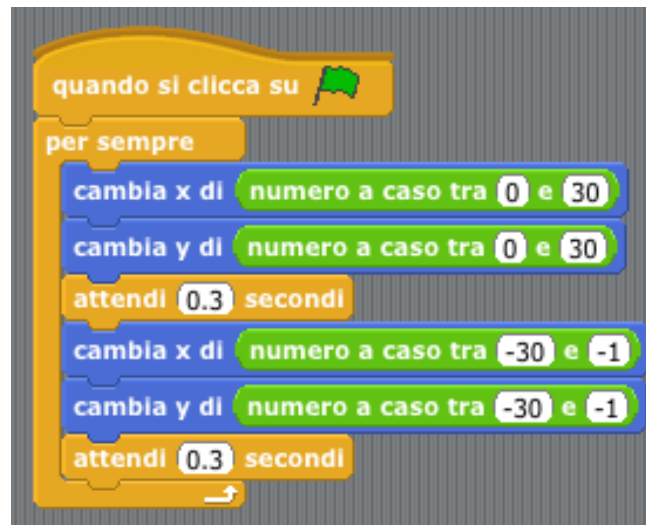 quando si clicca su
per sempre
cambia x di numero a caso tra 0 e 30
cambia y di numero a caso tra 0 e 30
attendi 0.3 secondi
cambia x di numero a caso tra -30 e -1
cambia y di numero a caso tra -30 e -1
attendi 0.3 secondi